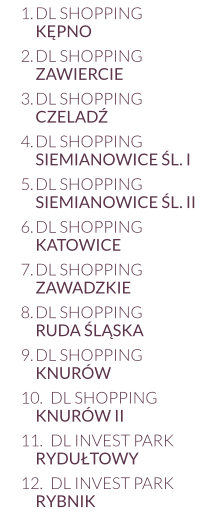 1. DL SHOPPING
KĘPNO
2. DL SHOPPING
ZAWIERCIE
3. DL SHOPPING
CZELADŹ
4. DL SHOPPING
SIEMIANOWICE ŚL. I
5. DL SHOPPING
SIEMIANOWICE ŚL. II
6. DL SHOPPING
KATOWICE
7. DL SHOPPING
ZAWADZKIE
8. DL SHOPPING
RUDA ŚLĄSKA
9. DL SHOPPING
KNURÓW
10. DL SHOPPING
KNURÓW II
11. DL INVEST PARK
RYDUŁTOWY
12. DL INVEST PARK
RYBNIK